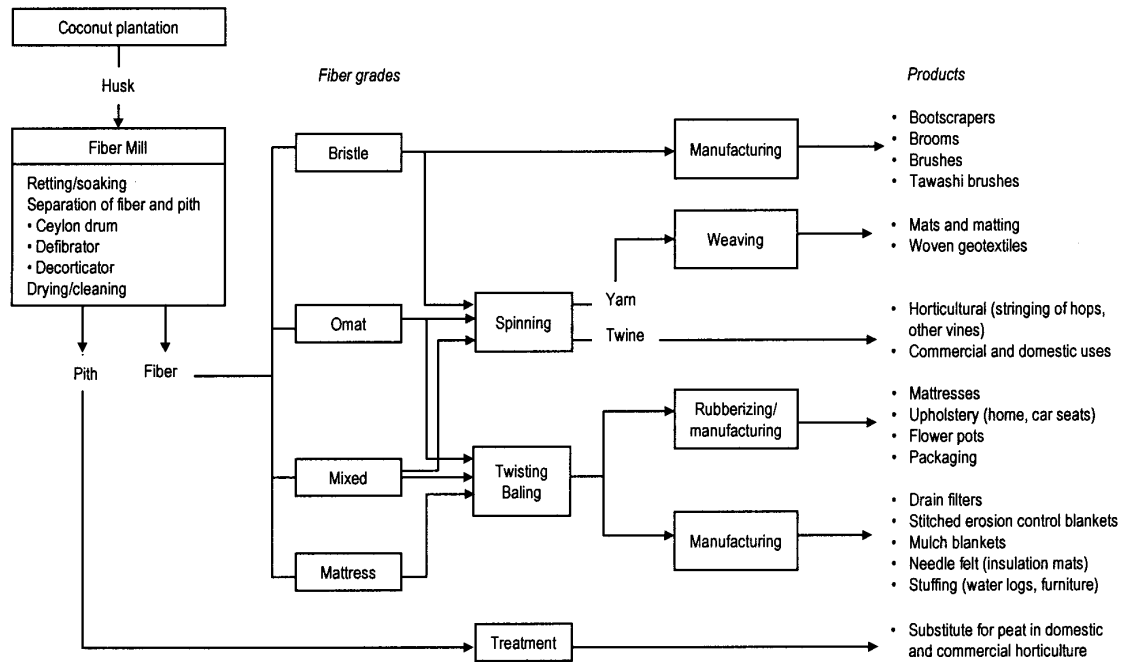 Coconut plantation
Husk
Fiber grades
Products
Fiber Mill
Retting/soaking
Separation of fiber and pith
• Ceylon drum
• Defibrator
• Decorticator
Drying/cleaning
Pith
Fiber
Bristle
Omat
Mixed
Mattress
Spinning
Twisting
Baling
Treatment
Yarn
Twine
Manufacturing
Weaving
Rubberizing/
manufacturing
Manufacturing
• Bootscrapers
• Brooms
• Brushes
• Tawashi brushes
• Mats and matting
• Woven geotextiles
• Horticultural (stringing of hops,
other vines)
• Commercial and domestic uses
• Mattresses
• Upholstery (home, car seats)
• Flower pots
• Packaging
• Drain filters
• Stitched erosion control blankets
• Mulch blankets
• Needle felt (insulation mats)
• Stuffing (water logs, furniture)
• Substitute for peat in domestic
and commercial horticulture